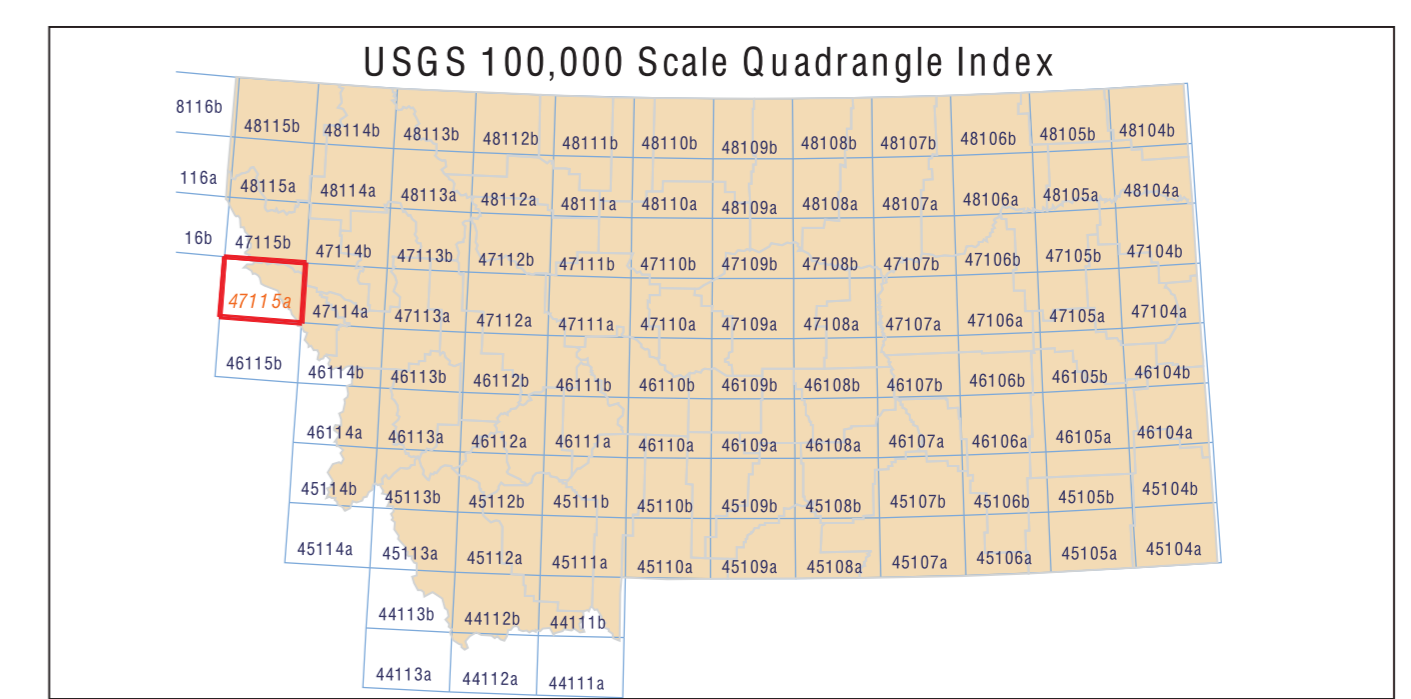 USGS 100,000 Scale Quadrangle Index
8116b 48115b 48114b 48113b 48112b 48111b 48110b 48109b 48108b 48107b 48106b 48105b 48104b
116a 48115a 48114a 48113a 48112a 48111a 48110a 48109a 48108a 48107a 48106a 48105a 48104a
16b 47115b 47114b 47113b 47112b 47111b 47110b 47109b 47108b 47107b 47106b 47105b 47104b
47115a 47114a 47113a 47112a 47111a 47110a 47109a 47108a 47107a 47106a 47105a 47104a
46115b 46114b 46113b 46112b 46111b 46110b 46109b 46108b 46107b 46106b 46105b 46104b
46114a 46113a 46112a 46111a 46110a 46109a 46108a 46107a 46106a 46105a 46104a
45114b 45113b 45112b 45111b 45110b 45109b 45108b 45107b 45106b 45105b 45104b
45114a 45113a 45112a 45111a 45110a 45109a 45108a 45107a 45106a 45105a 45104a
44113b 44112b 44111b
44113a 44112a 44111a